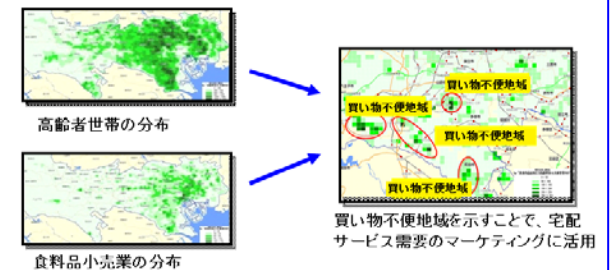 高齢者世帯の分布
食料品小売業の分布
買い物不便地域
買い物不便地域
買い物不便地域
買い物不便地域
買い物不便地域を示すことで、宅配
サービス需要のマーケティングに活用